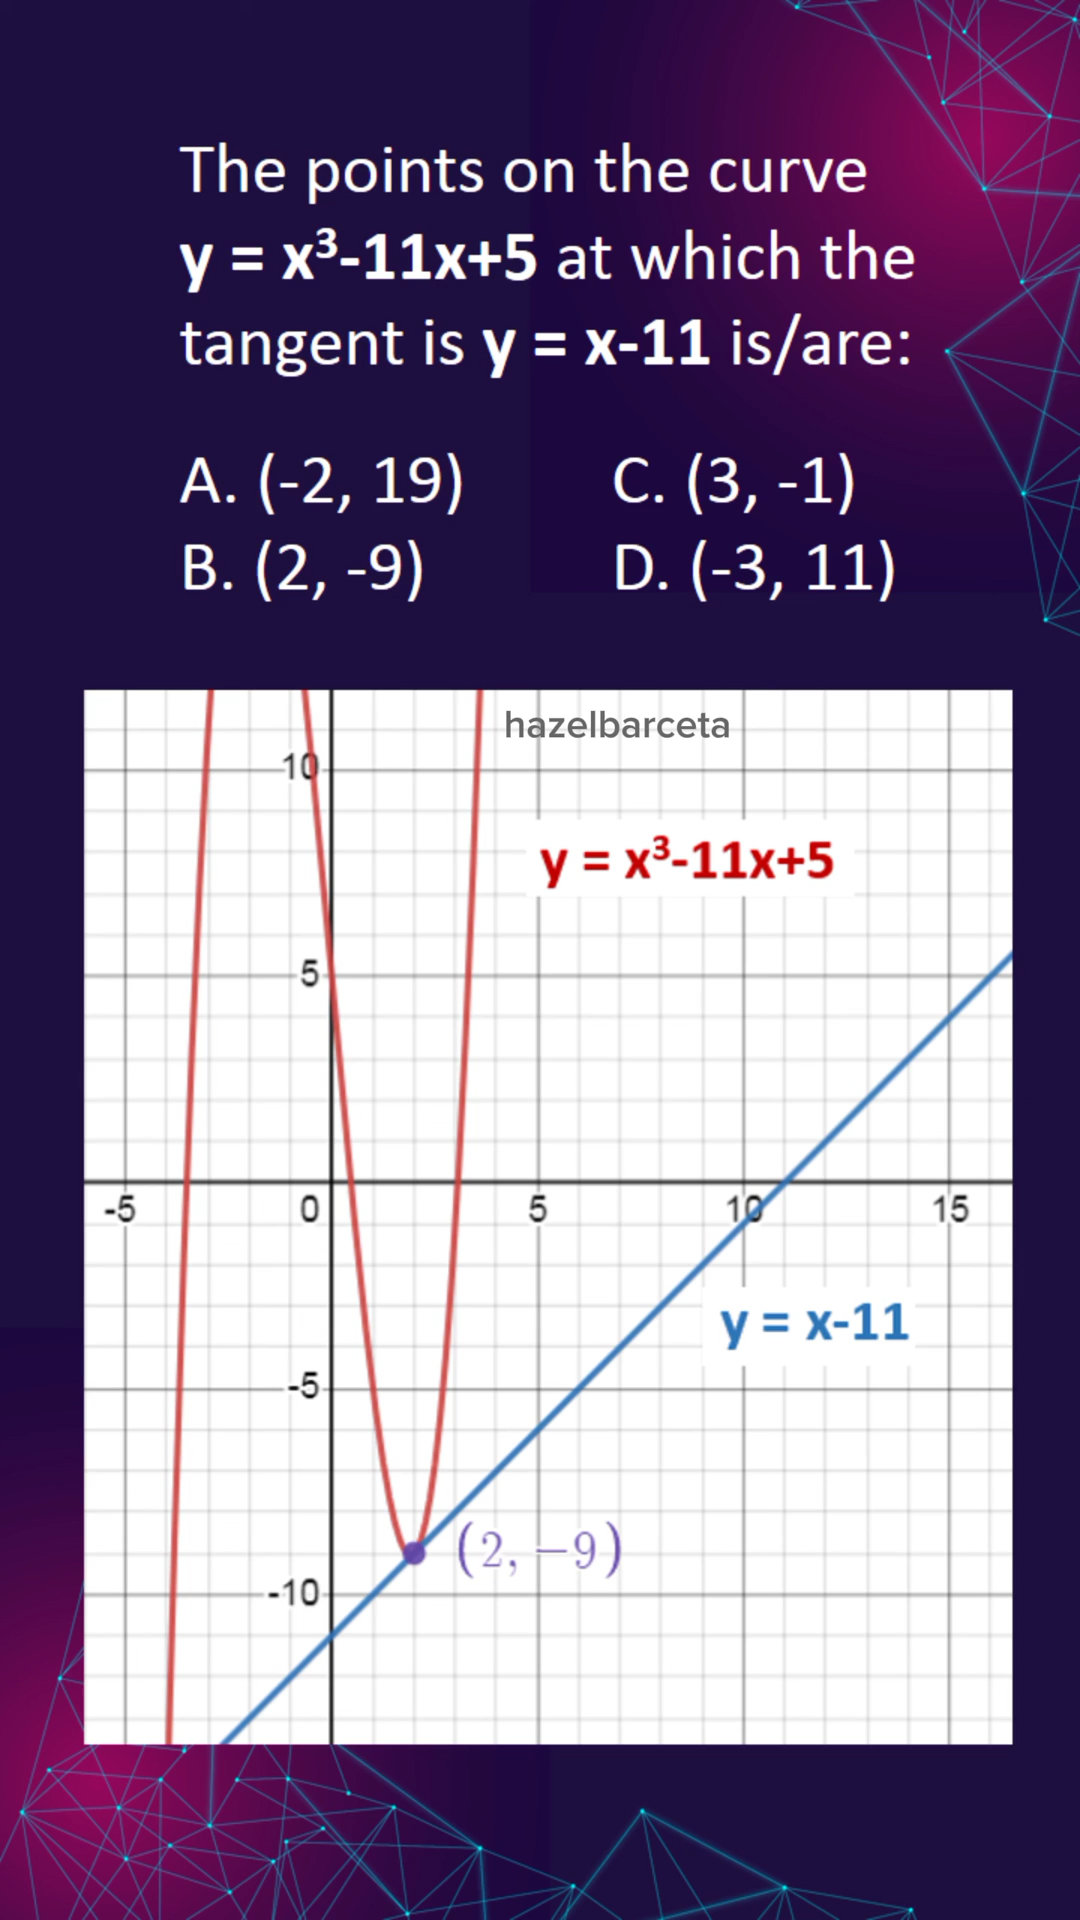 The points on the curve
y = x³-11x+5 at which the
tangent is y = x-11 is/are:
A. (-2, 19) C. (3, -1)
B. (2, -9) D. (-3, 11)
hazelbarceta
10
y = x³-11x+5
5
-5 0 5 10 15
y = x-11
-5
(2, -9)
-10